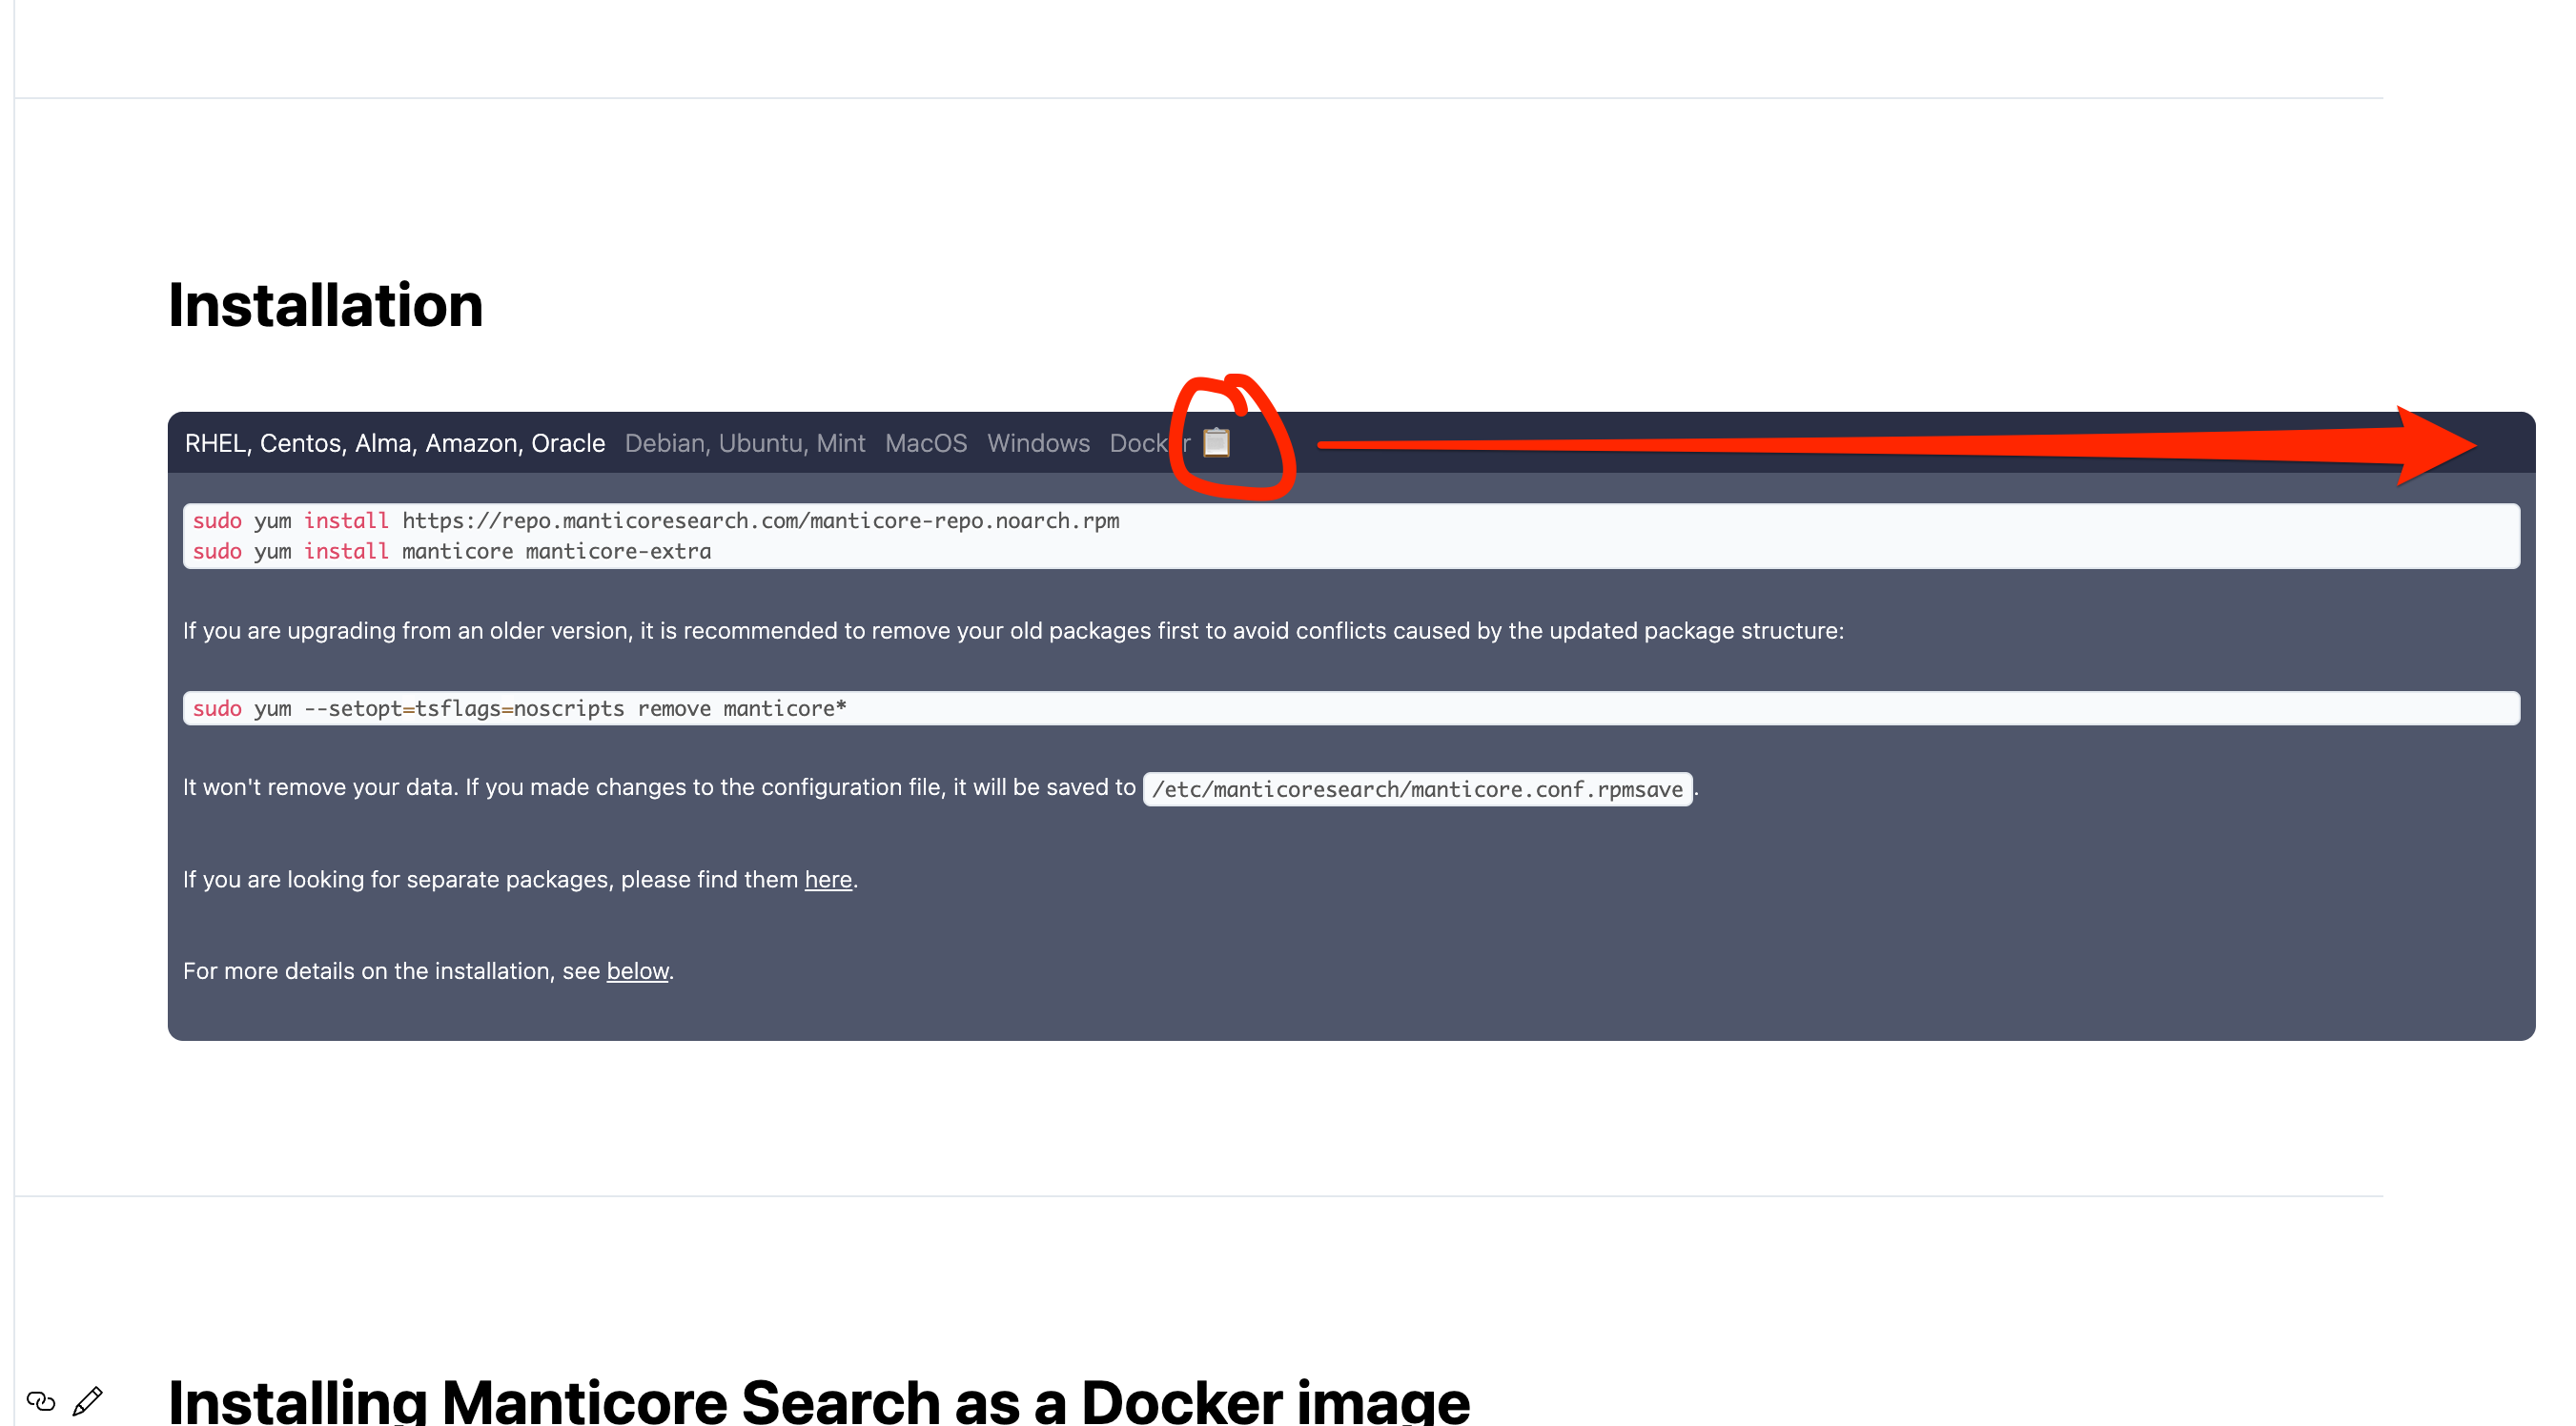 Installation
RHEL, Centos, Alma, Amazon, Oracle Debian, Ubuntu, Mint MacOS Windows Docker
sudo yum install https://repo.manticoresearch.com/manticore-repo.noarch.rpm
sudo yum install manticore manticore-extra
If you are upgrading from an older version, it is recommended to remove your old packages first to avoid conflicts caused by the updated package structure:
sudo yum --setopt=tsflags=noscripts remove manticore*
It won't remove your data. If you made changes to the configuration file, it will be saved to /etc/manticoresearch/manticore.conf.rpmsave.
If you are looking for separate packages, please find them here.
For more details on the installation, see below.
Installing Manticore Search as a Docker image